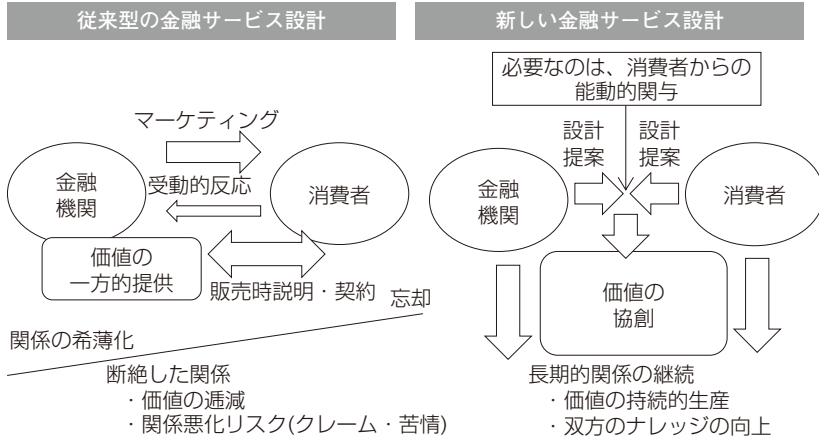 従来型の金融サービス設計
マーケティング
金融
機関
受動的反応
消費者
価値の
一方的提供
販売時説明・契約
忘却
関係の希薄化
断絶した関係
・価値の逓減
・関係悪化リスク(クレーム・苦情)
新しい金融サービス設計
必要なのは、消費者からの
能動的関与
設計
提案
設計
提案
金融
機関
消費者
価値の
協創
長期的関係の継続
・価値の持続的生産
・双方のナレッジの向上